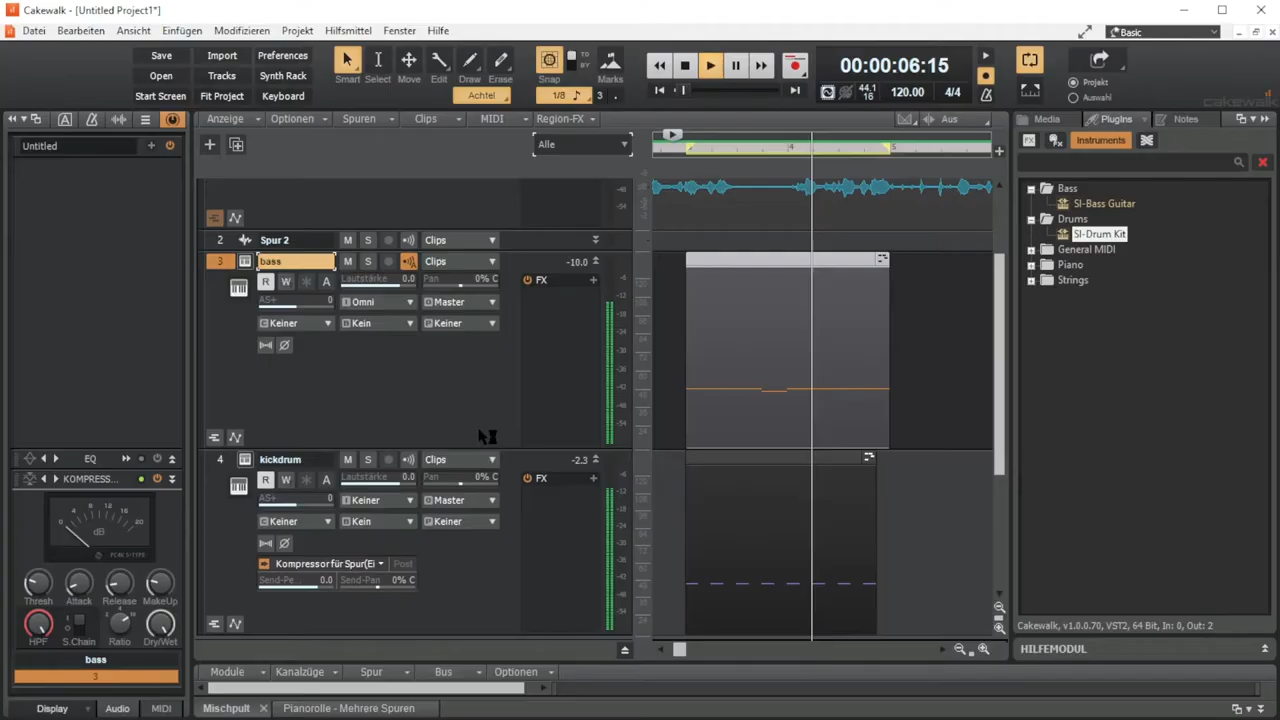 Cakewalk - [Untitled Project1*]
Datei Bearbeiten Ansicht Einfügen Modifizieren Projekt Hilfsmittel Fenster Hilfe Basic
Save Import Preferences
Open Tracks Synth Rack
Start Screen Fit Project Keyboard
Smart Select Move Edit Draw Erase Snap TO BY Marks
Achtel 1/8 3 .
00:00:06:15
44.1 16 120.00 4/4
Projekt
Auswahl
cakewalk
Anzeige Optionen Spuren Clips MIDI Region-FX Aus
Media PlugIns Notes
Untitled
Alle
4 5
FX Instruments
Bass
SI-Bass Guitar
Drums
SI-Drum Kit
General MIDI
Piano
Strings
-48
-54
2 Spur 2 M S Clips
3 bass M S Clips -10.0
R W A Lautstärke 0.0 Pan 0% C FX
AS+ 0 Omni Master
C Keiner Kein Keiner
4 kickdrum M S Clips -2.3
R W A Lautstärke 0.0 Pan 0% C FX
AS+ 0 Keiner Master
C Keiner Kein Keiner
Kompressor für Spur(Ei Post
Send-Pe... 0.0 Send-Pan 0% C
EQ
KOMPRESS...
dB
Thresh Attack Release MakeUp
HPF S.Chain Ratio Dry/Wet
bass
3
Cakewalk, v1.0.0.70, VST2, 64 Bit, In: 0, Out: 2
HILFEMODUL
Module Kanalzüge Spur Bus Optionen
Display Audio MIDI Mischpult Pianorolle - Mehrere Spuren